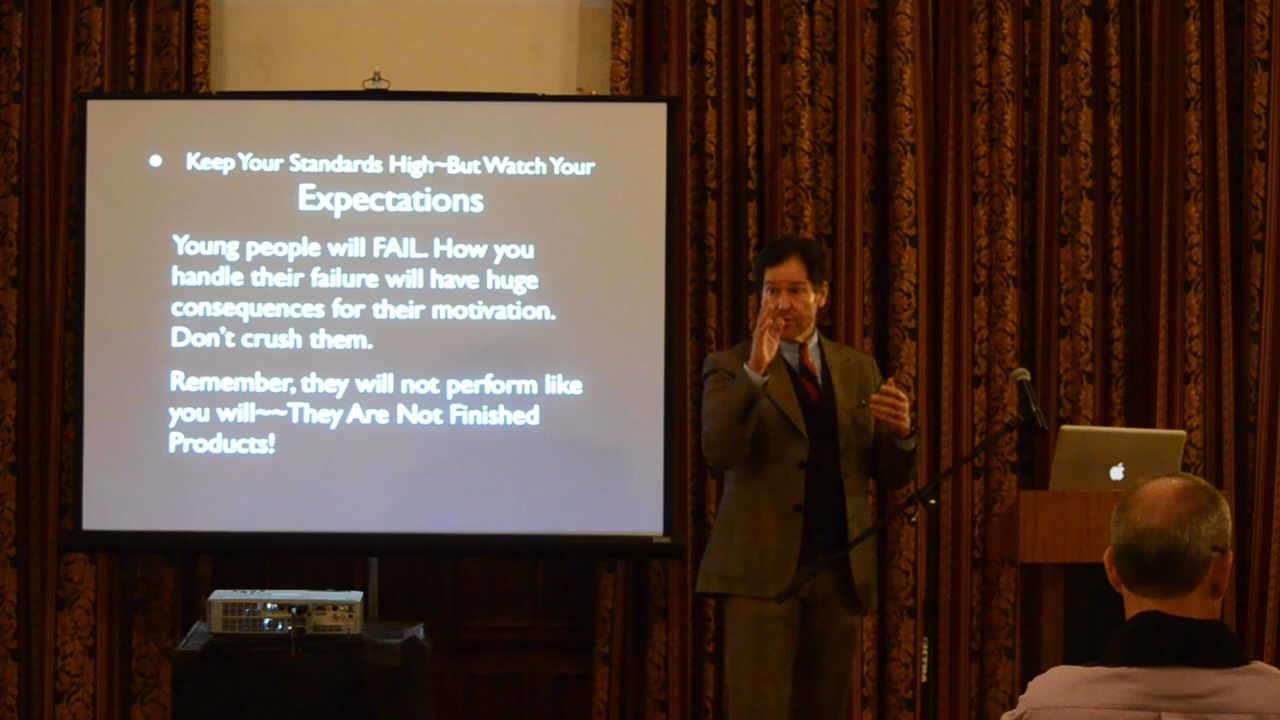 • Keep Your Standards High~But Watch Your
Expectations
Young people will FAIL. How you
handle their failure will have huge
consequences for their motivation.
Don't crush them.
Remember, they will not perform like
you will~~They Are Not Finished
Products!